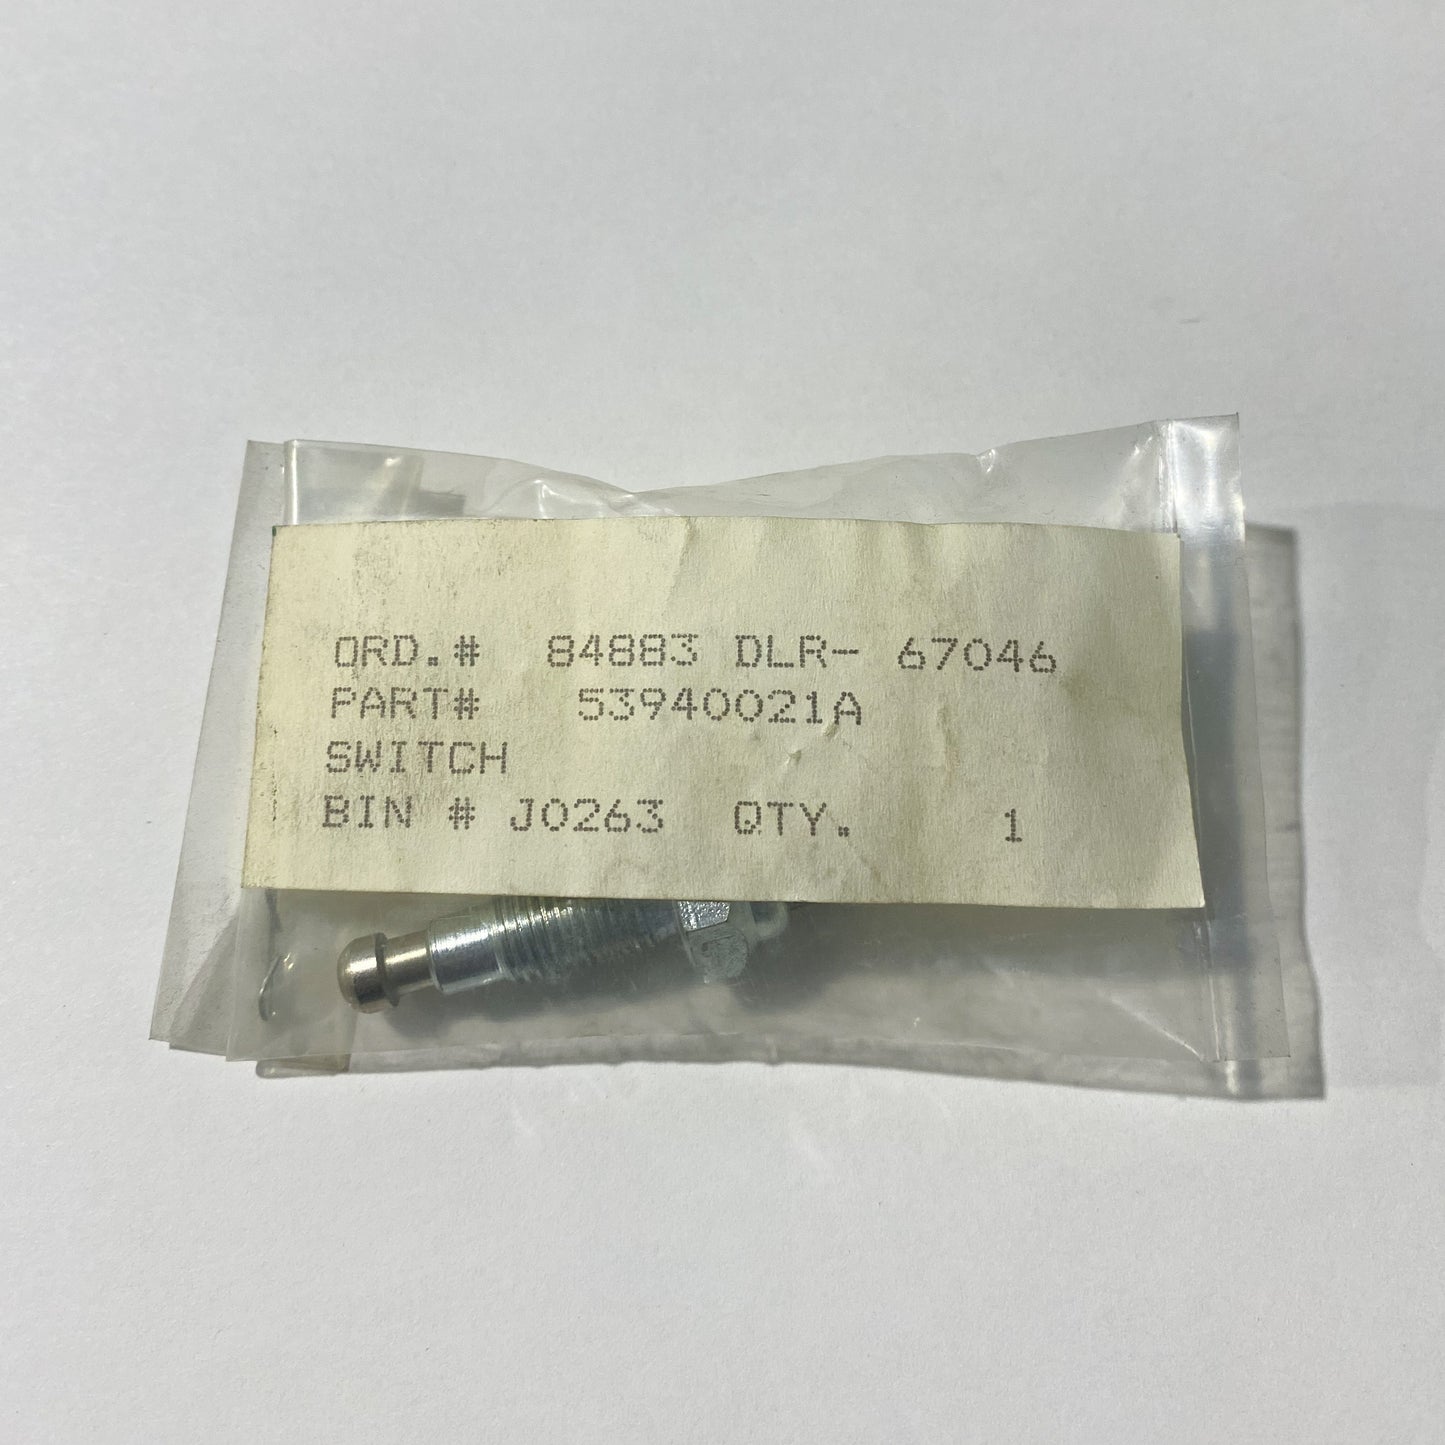 ORD.# 84883 DLR- 67046
PART# 53940021A
SWITCH
BIN # J0263 QTY. 1